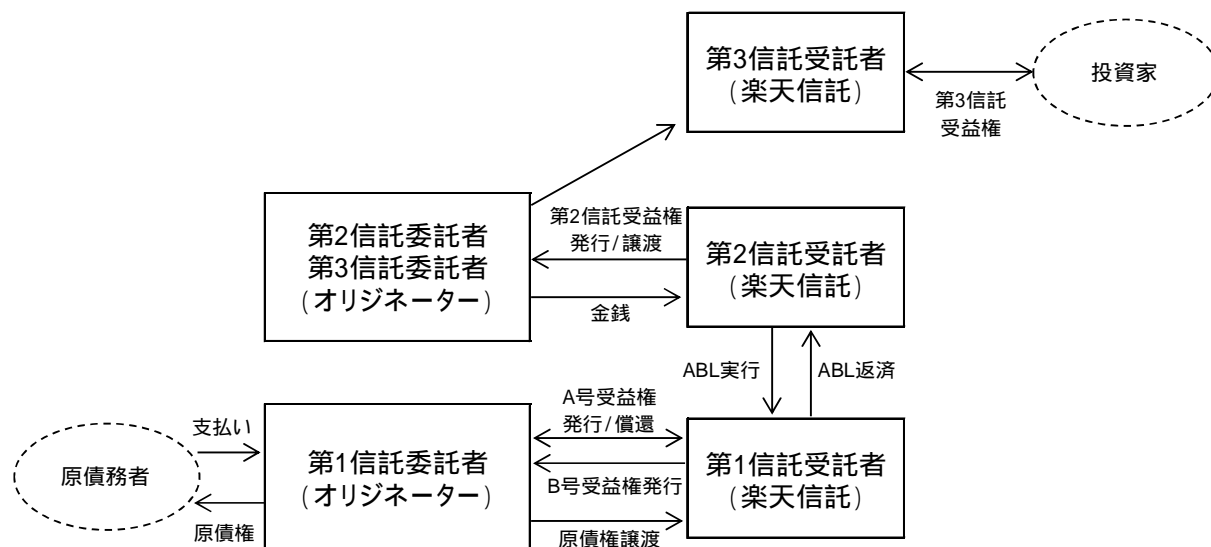 第3信託受託者
(楽天信託)
投資家
第3信託
受益権
第2信託委託者
第3信託委託者
(オリジネーター)
第2信託受益権
発行/譲渡
金銭
第2信託受託者
(楽天信託)
ABL実行
ABL返済
原債務者
支払い
原債権
第1信託委託者
(オリジネーター)
A号受益権
発行/償還
B号受益権発行
原債権譲渡
第1信託受託者
(楽天信託)